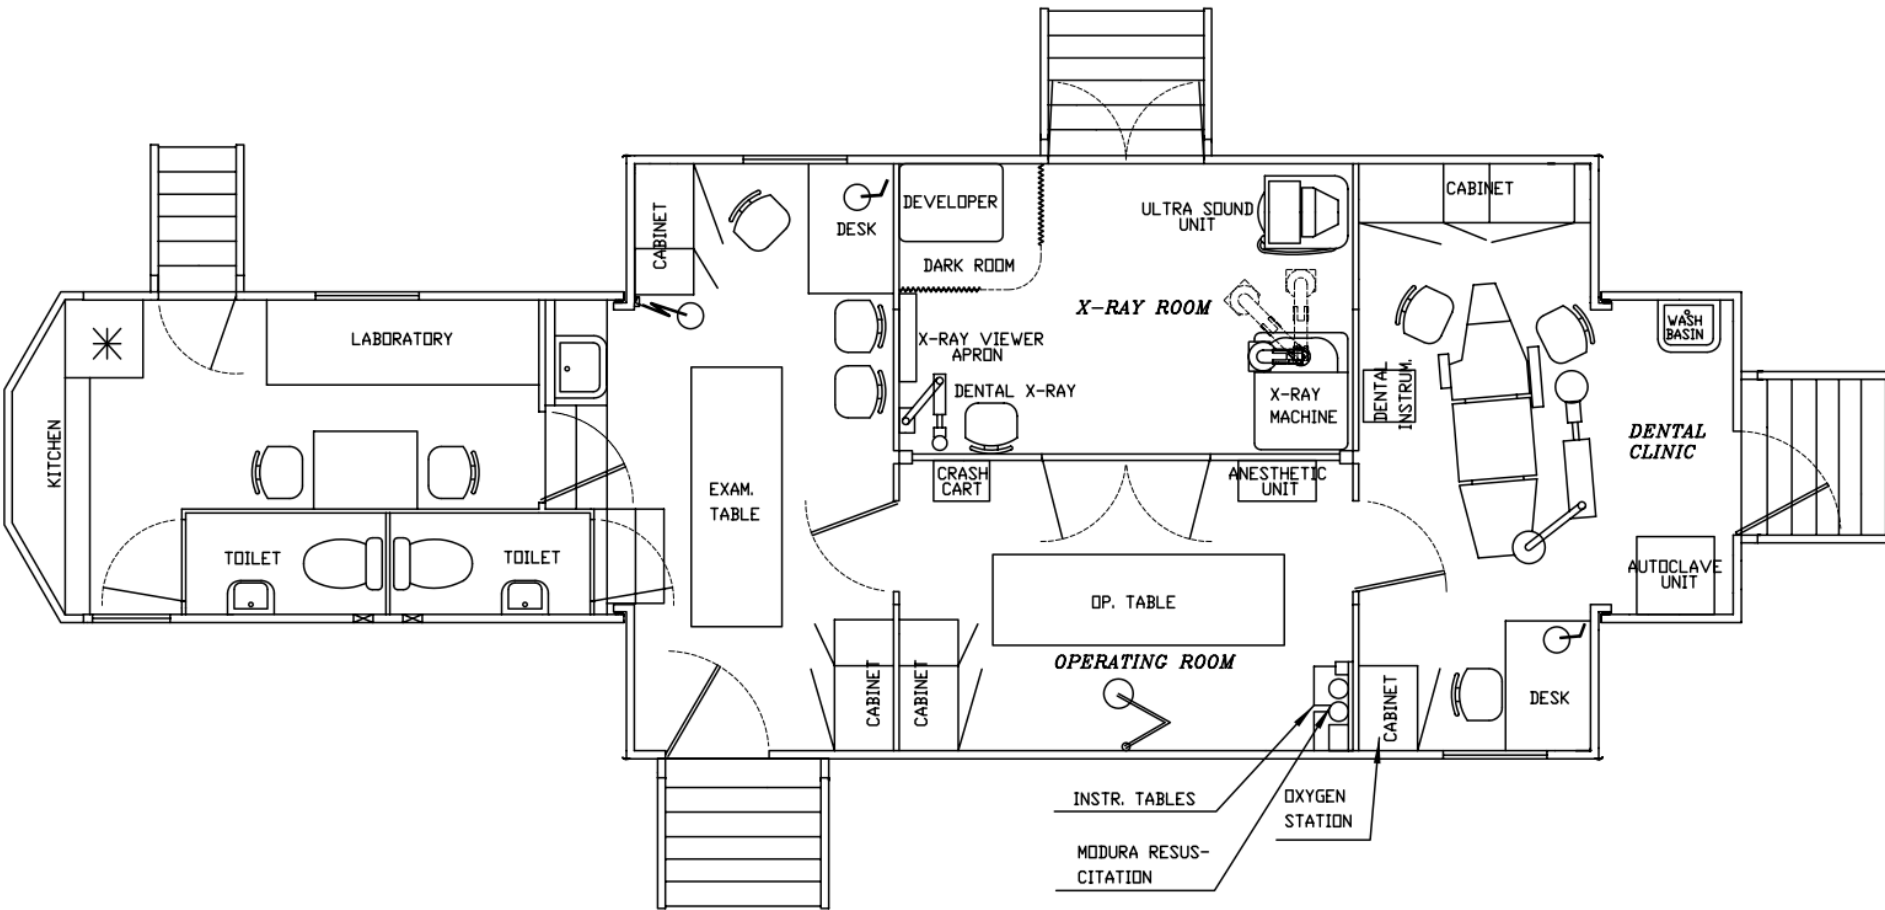 KITCHEN
LABORATORY
TOILET
TOILET
CABINET
DESK
EXAM.
TABLE
CABINET
CABINET
DEVELOPER
DARK ROOM
X-RAY VIEWER
APRON
DENTAL X-RAY
X-RAY ROOM
ULTRA SOUND
UNIT
X-RAY
MACHINE
CRASH
CART
ANESTHETIC
UNIT
OP. TABLE
OPERATING ROOM
INSTR. TABLES
MODURA RESUS-
CITATION
OXYGEN
STATION
CABINET
DENTAL
INSTRUM.
WASH
BASIN
DENTAL
CLINIC
AUTOCLAVE
UNIT
CABINET
DESK